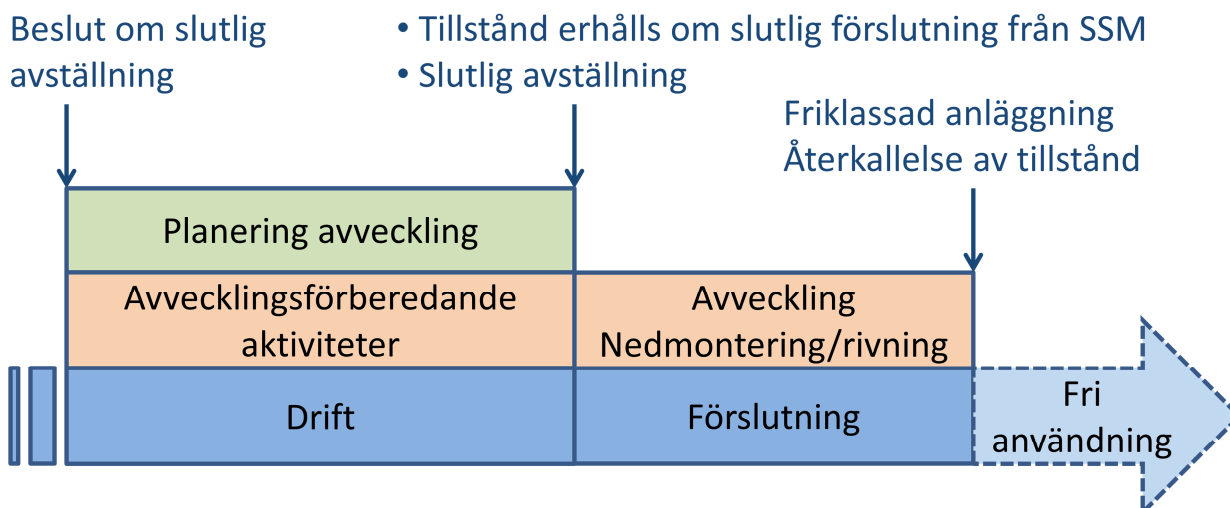 Beslut om slutlig
avställning
• Tillstånd erhålls om slutlig förslutning från SSM
• Slutlig avställning
Friklassad anläggning
Återkallelse av tillstånd
Planering avveckling
Avvecklingsförberedande
aktiviteter
Avveckling
Nedmontering/rivning
Drift
Förslutning
Fri
användning